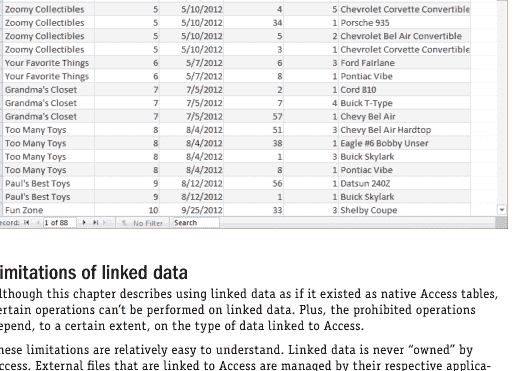 Zoomy Collectibles 5 5/10/2012 4 5 Chevrolet Corvette Convertible
Zoomy Collectibles 5 5/10/2012 34 1 Porsche 935
Zoomy Collectibles 5 5/10/2012 5 2 Chevrolet Bel Air Convertible
Zoomy Collectibles 5 5/10/2012 3 1 Chevrolet Corvette Convertible
Your Favorite Things 6 5/7/2012 6 3 Ford Fairlane
Your Favorite Things 6 5/7/2012 8 1 Pontiac Vibe
Grandma's Closet 7 7/5/2012 2 1 Cord 810
Grandma's Closet 7 7/5/2012 7 4 Buick T-Type
Grandma's Closet 7 7/5/2012 57 1 Chevy Bel Air
Too Many Toys 8 8/4/2012 51 3 Chevy Bel Air Hardtop
Too Many Toys 8 8/4/2012 38 1 Eagle #6 Bobby Unser
Too Many Toys 8 8/4/2012 1 3 Buick Skylark
Too Many Toys 8 8/4/2012 8 1 Pontiac Vibe
Paul's Best Toys 9 8/12/2012 56 1 Datsun 240Z
Paul's Best Toys 9 8/12/2012 1 1 Buick Skylark
Fun Zone 10 9/25/2012 33 3 Shelby Coupe
ecord: 1 of 88 No Filter Search
imitations of linked data
lthough this chapter describes using linked data as if it existed as native Access tables,
ertain operations can't be performed on linked data. Plus, the prohibited operations
epend, to a certain extent, on the type of data linked to Access.
hese limitations are relatively easy to understand. Linked data is never “owned” by
ccess. External files that are linked to Access are managed by their respective applica-